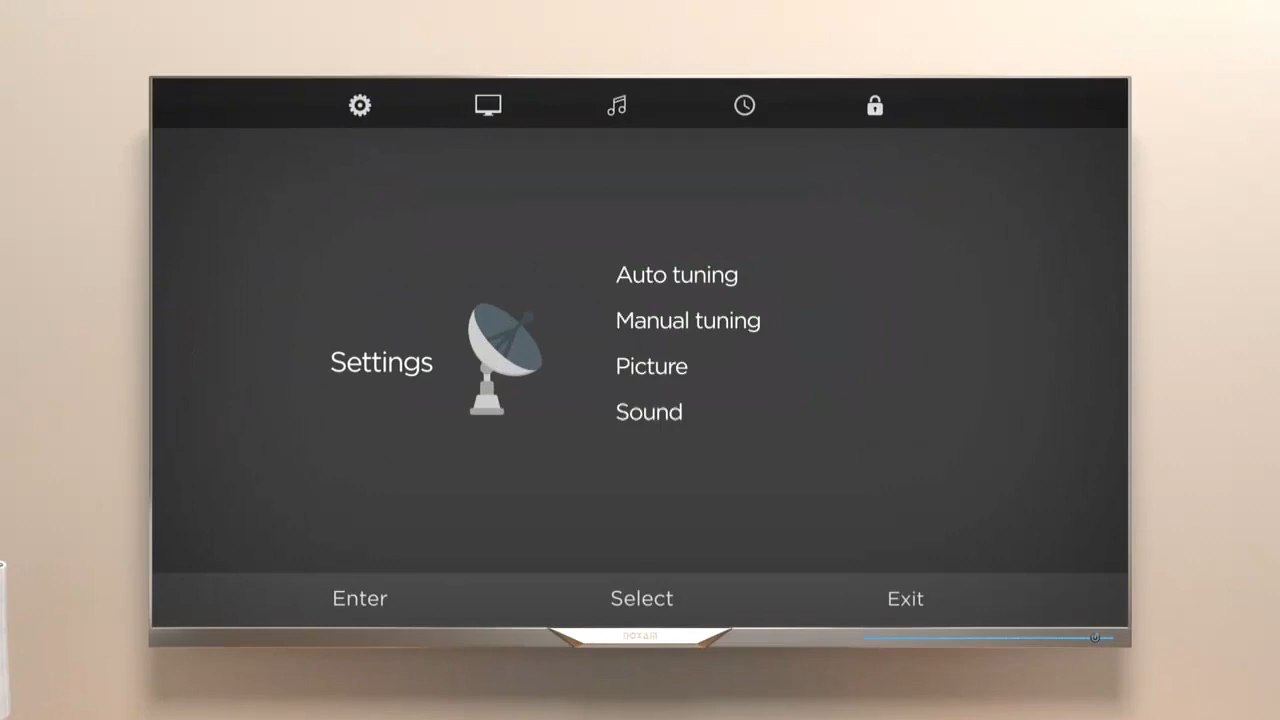 Settings
Auto tuning
Manual tuning
Picture
Sound
Enter
Select
Exit